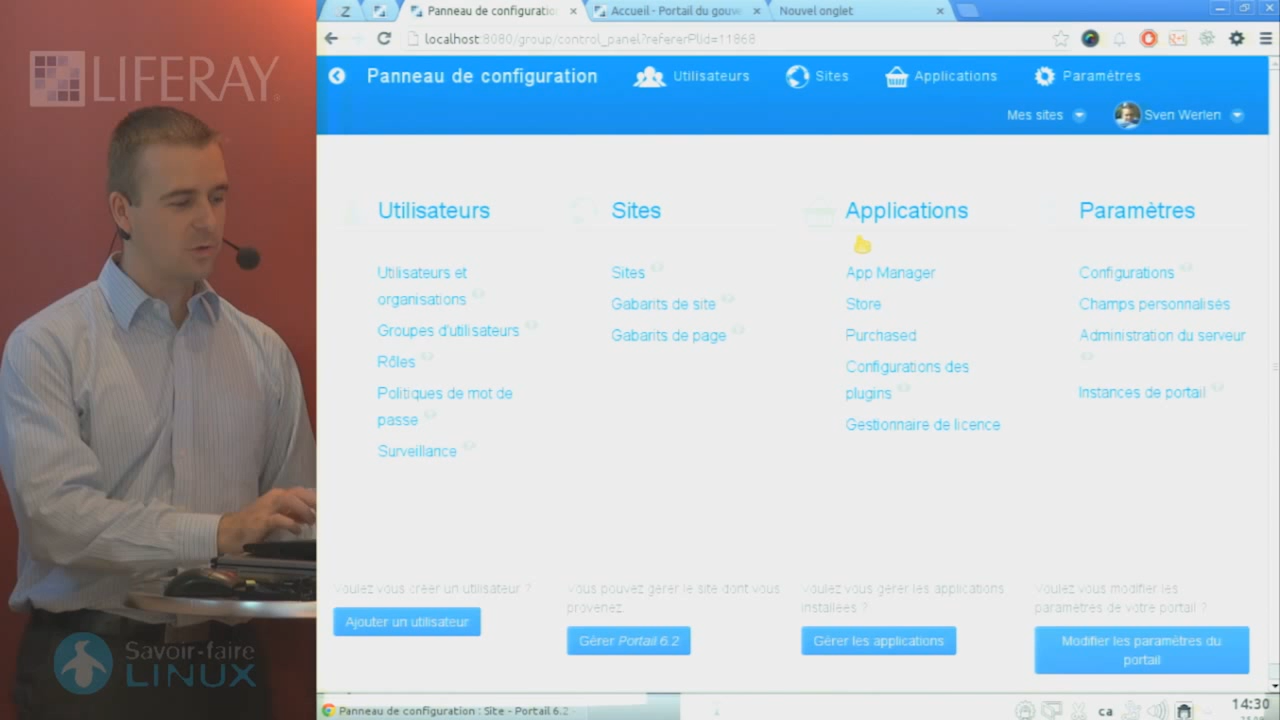 LIFERAY
Z
Panneau de configuratio
Accueil - Portail du gouve
Nouvel onglet
localhost:8080/group/control_panel?refererPlid=11868
Panneau de configuration
Utilisateurs
Sites
Applications
Paramètres
Mes sites
Sven Werlen
Utilisateurs
Utilisateurs et
organisations
Groupes d'utilisateurs
Rôles
Politiques de mot de
passe
Surveillance
Sites
Sites
Gabarits de site
Gabarits de page
Applications
App Manager
Store
Purchased
Configurations des
plugins
Gestionnaire de licence
Paramètres
Configurations
Champs personnalisés
Administration du serveur
Instances de portail
Voulez vous créer un utilisateur ?
Ajouter un utilisateur
Vous pouvez gérer le site dont vous
provenez
Gérer Portail 6.2
Voulez vous gérer les applications
installées ?
Gérer les applications
Voulez vous modifier les
paramètres de votre portail ?
Modifier les paramètres du
portail
Savoir-faire
LINUX
Panneau de configuration : Site - Portail 6.2 -
ca
14:30